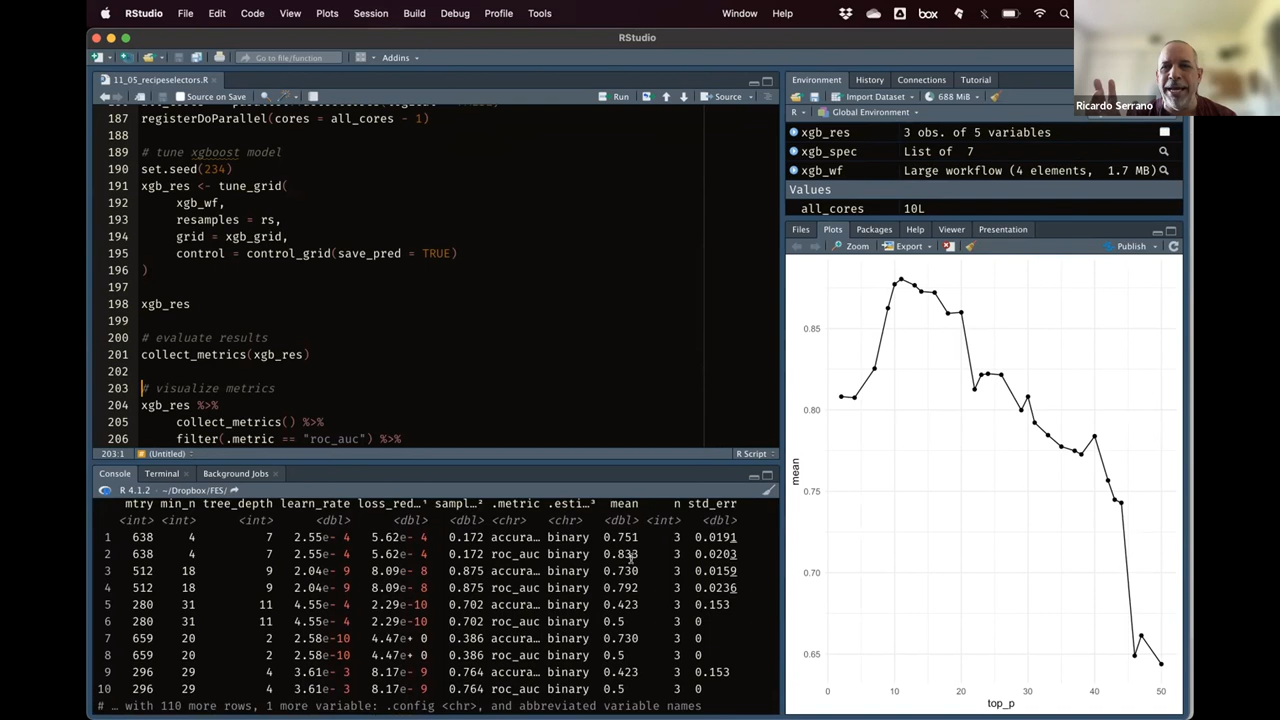 RStudio File Edit Code View Plots Session Build Debug Profile Tools Window Help box
RStudio
Go to file/function Addins
11_05_recipeselectors.R
Source on Save Run Source
187 registerDoParallel(cores = all_cores - 1)
188
189 # tune xgboost model
190 set.seed(234)
191 xgb_res <- tune_grid(
192 xgb_wf,
193 resamples = rs,
194 grid = xgb_grid,
195 control = control_grid(save_pred = TRUE)
196 )
197
198 xgb_res
199
200 # evaluate results
201 collect_metrics(xgb_res)
202
203 # visualize metrics
204 xgb_res %>%
205 collect_metrics() %>%
206 filter(.metric == "roc_auc") %>%
203:1 (Untitled) R Script
Console Terminal Background Jobs
R 4.1.2 · ~/Dropbox/FES/
mtry min_n tree_depth learn_rate loss_red…¹ sampl…² .metric .esti…³ mean n std_err
<int> <int> <int> <dbl> <dbl> <dbl> <chr> <chr> <dbl> <int> <dbl>
1 638 4 7 2.55e- 4 5.62e- 4 0.172 accura… binary 0.751 3 0.0191
2 638 4 7 2.55e- 4 5.62e- 4 0.172 roc_auc binary 0.833 3 0.0203
3 512 18 9 2.04e- 9 8.09e- 8 0.875 accura… binary 0.730 3 0.0159
4 512 18 9 2.04e- 9 8.09e- 8 0.875 roc_auc binary 0.792 3 0.0236
5 280 31 11 4.55e- 4 2.29e-10 0.702 accura… binary 0.423 3 0.153
6 280 31 11 4.55e- 4 2.29e-10 0.702 roc_auc binary 0.5 3 0
7 659 20 2 2.58e-10 4.47e+ 0 0.386 accura… binary 0.730 3 0
8 659 20 2 2.58e-10 4.47e+ 0 0.386 roc_auc binary 0.5 3 0
9 296 29 4 3.61e- 3 8.17e- 9 0.764 accura… binary 0.423 3 0.153
10 296 29 4 3.61e- 3 8.17e- 9 0.764 roc_auc binary 0.5 3 0
# … with 110 more rows, 1 more variable: .config <chr>, and abbreviated variable names
Environment History Connections Tutorial
Import Dataset 688 MiB
R Global Environment
xgb_res 3 obs. of 5 variables
xgb_spec List of 7
xgb_wf Large workflow (4 elements, 1.7 MB)
Values
all_cores 10L
Files Plots Packages Help Viewer Presentation
Zoom Export Publish
0.85
0.80
0.75
0.70
0.65
mean
0 10 20 30 40 50
top_p
Ricardo Serrano